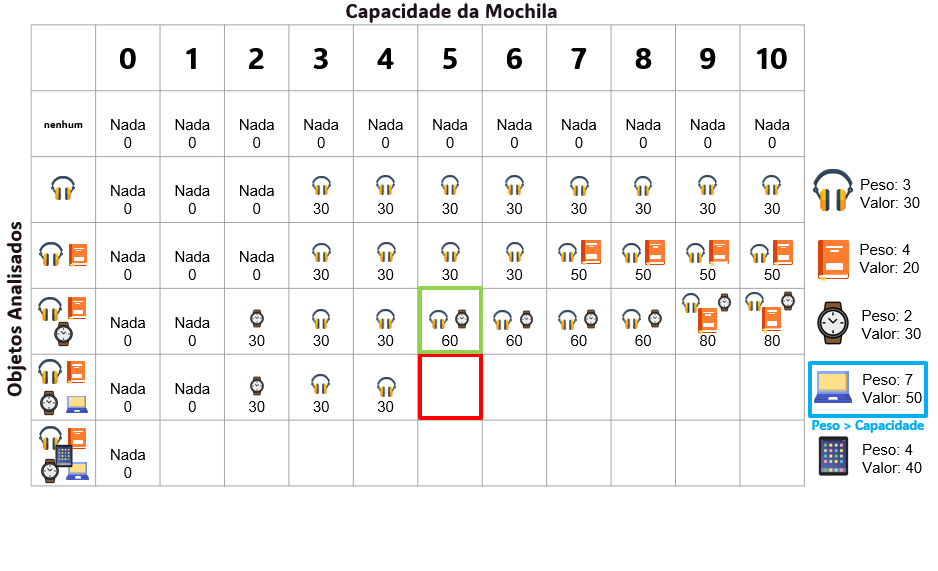 Capacidade da Mochila
0 1 2 3 4 5 6 7 8 9 10
Objetos Analisados
nenhum Nada Nada Nada Nada Nada Nada Nada Nada Nada Nada Nada
0 0 0 0 0 0 0 0 0 0 0
Nada Nada Nada
0 0 0 30 30 30 30 30 30 30 30
Peso: 3
Valor: 30
Nada Nada Nada
0 0 0 30 30 30 30 50 50 50 50
Peso: 4
Valor: 20
Nada Nada
0 0 30 30 30 60 60 60 60 80 80
Peso: 2
Valor: 30
Nada Nada
0 0 30 30 30
Peso: 7
Valor: 50
Peso > Capacidade
Nada
0
Peso: 4
Valor: 40